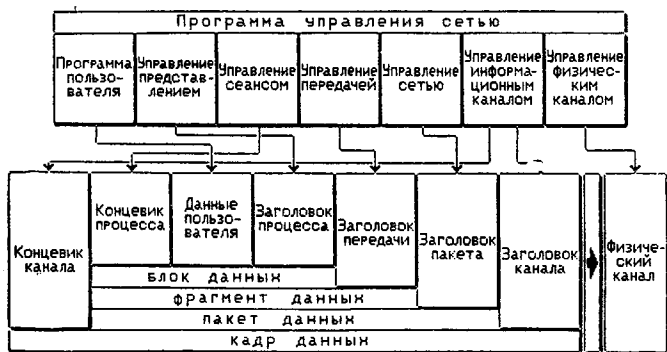 Программа управления сетью
Программа
пользо-
вателя
Управление
представ-
лением
Управление
сеансом
Управление
передачей
Управление
сетью
Управление
информа-
ционным
каналом
Управление
физичес-
ким
каналом
Концевик
канала
Концевик
процесса
Данные
пользо-
вателя
Заголовок
процесса
Заголовок
передачи
Заголовок
пакета
Заголовок
канала
Физиче-
ский
канал
блок данных
фрагмент данных
пакет данных
кадр данных